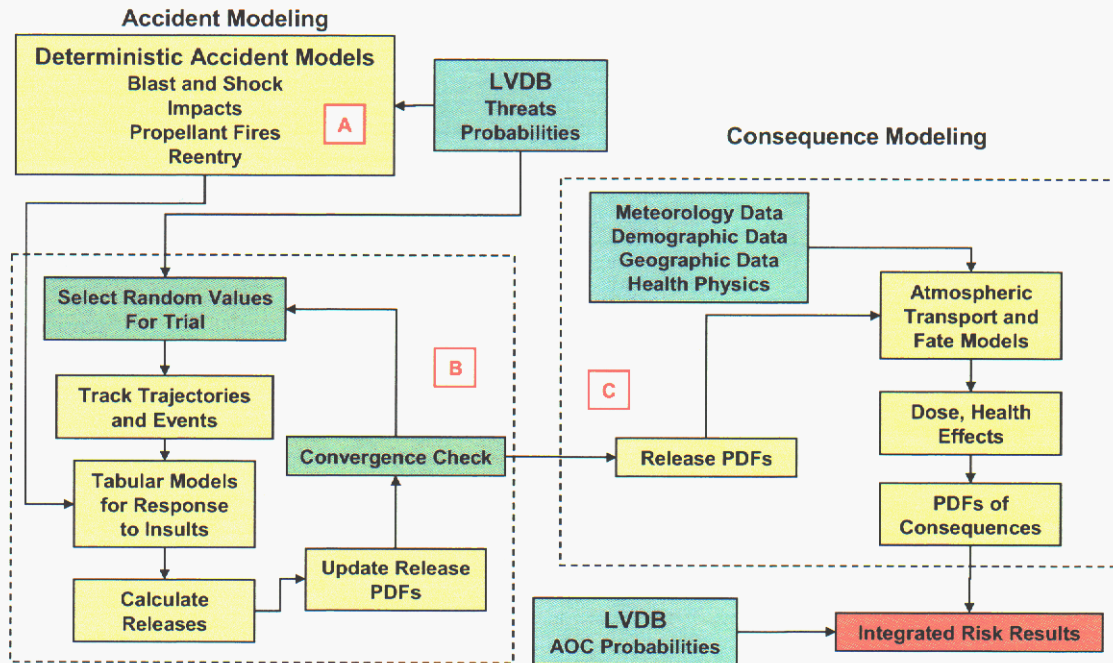 Accident Modeling
Deterministic Accident Models
Blast and Shock
Impacts
Propellant Fires
Reentry
A
LVDB
Threats
Probabilities
Consequence Modeling
Meteorology Data
Demographic Data
Geographic Data
Health Physics
Atmospheric
Transport and
Fate Models
Select Random Values
For Trial
B
C
Track Trajectories
and Events
Dose, Health
Effects
Convergence Check
Release PDFs
Tabular Models
for Response
to Insults
PDFs of
Consequences
Update Release
PDFs
Calculate
Releases
LVDB
AOC Probabilities
Integrated Risk Results